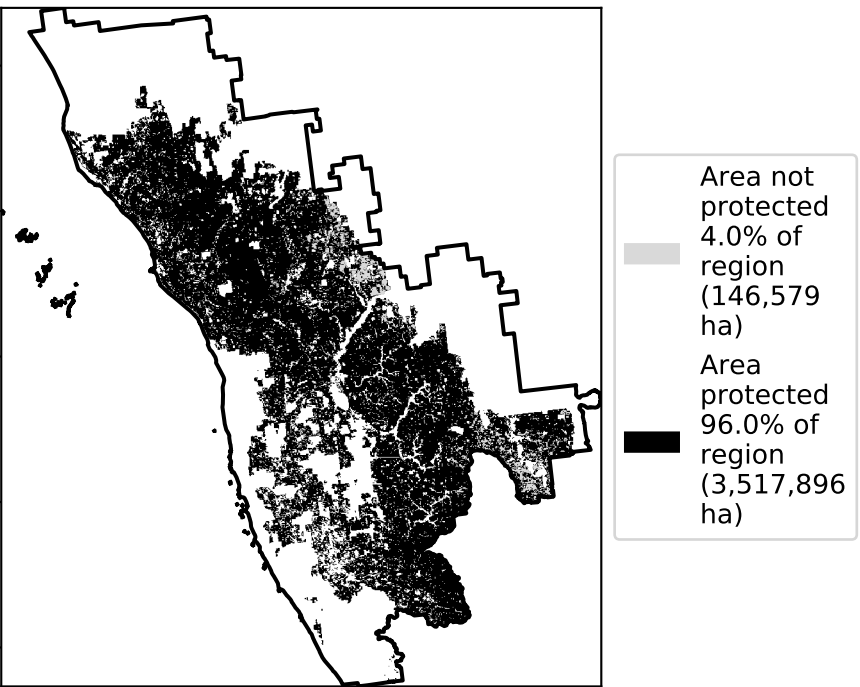 Area not
protected
4.0% of
region
(146,579
ha)
Area
protected
96.0% of
region
(3,517,896
ha)